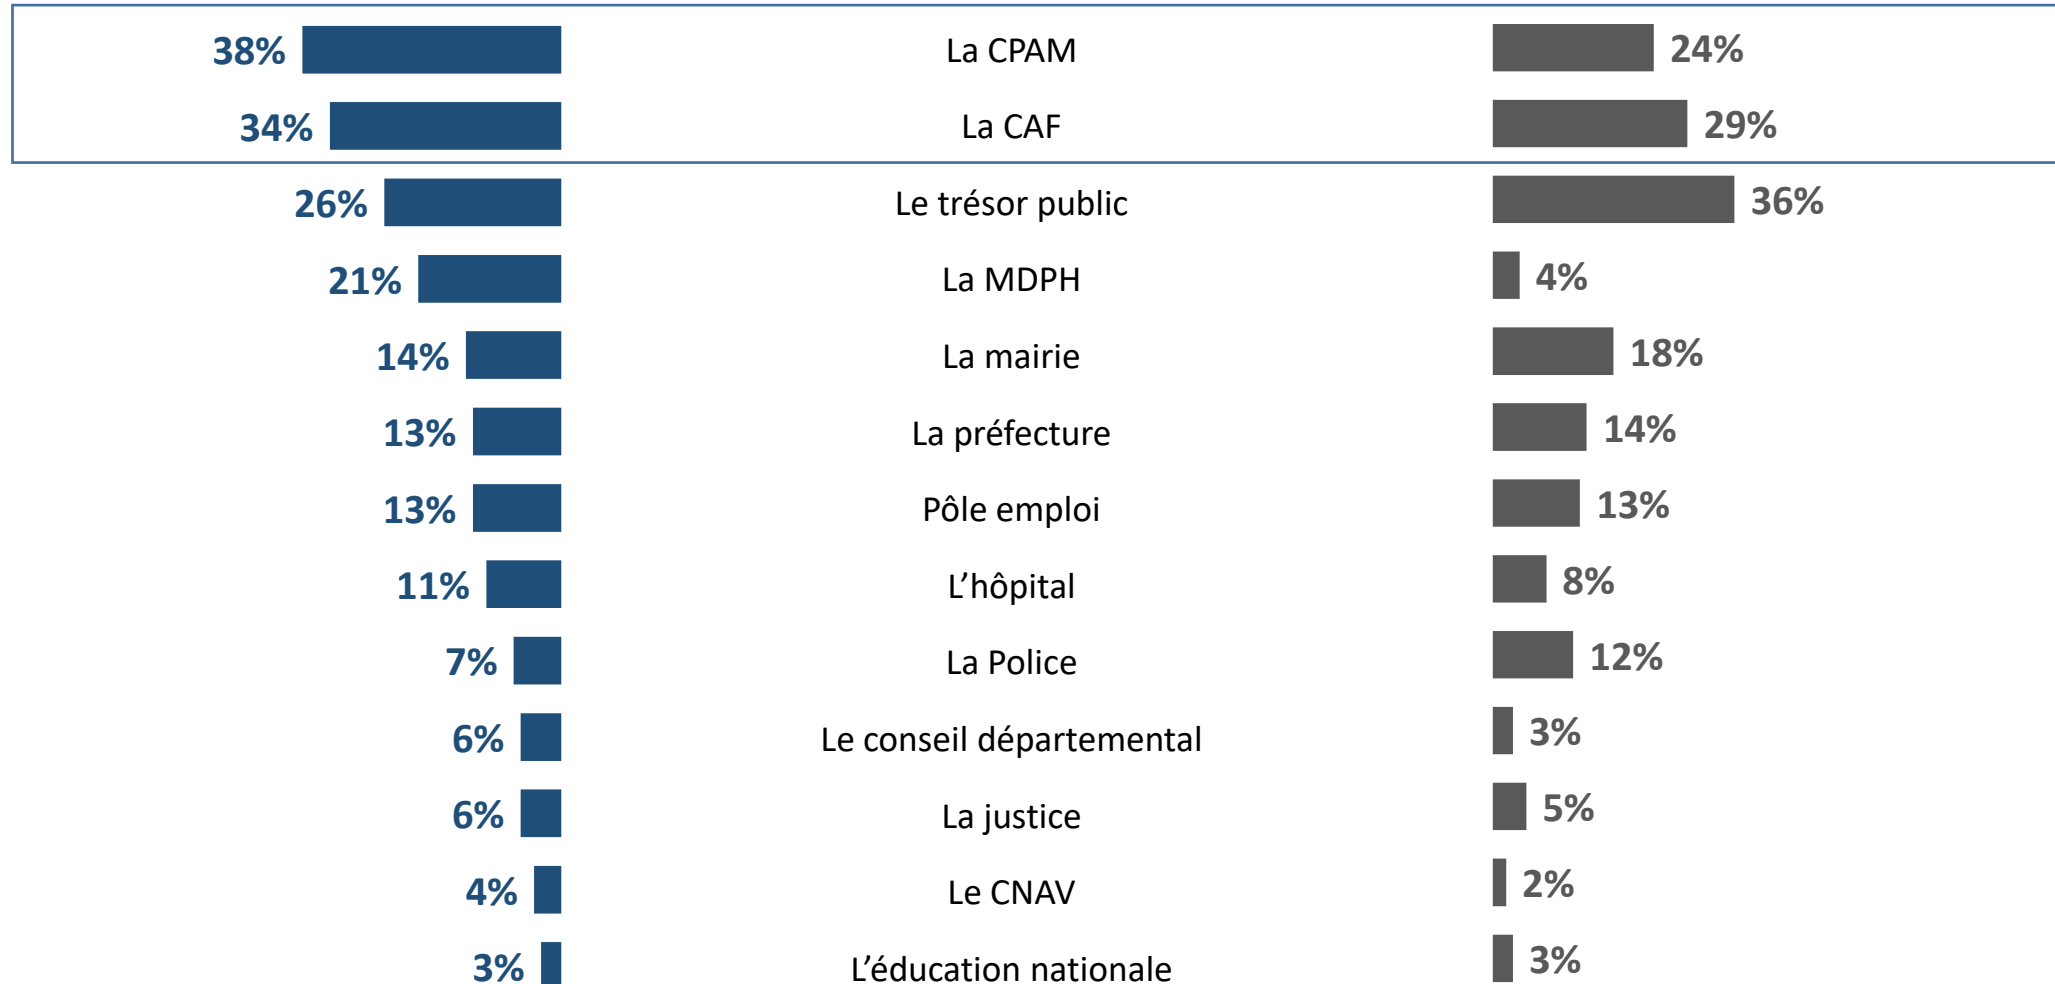 38% La CPAM 24%
34% La CAF 29%
26% Le trésor public 36%
21% La MDPH 4%
14% La mairie 18%
13% La préfecture 14%
13% Pôle emploi 13%
11% L’hôpital 8%
7% La Police 12%
6% Le conseil départemental 3%
6% La justice 5%
4% Le CNAV 2%
3% L’éducation nationale 3%